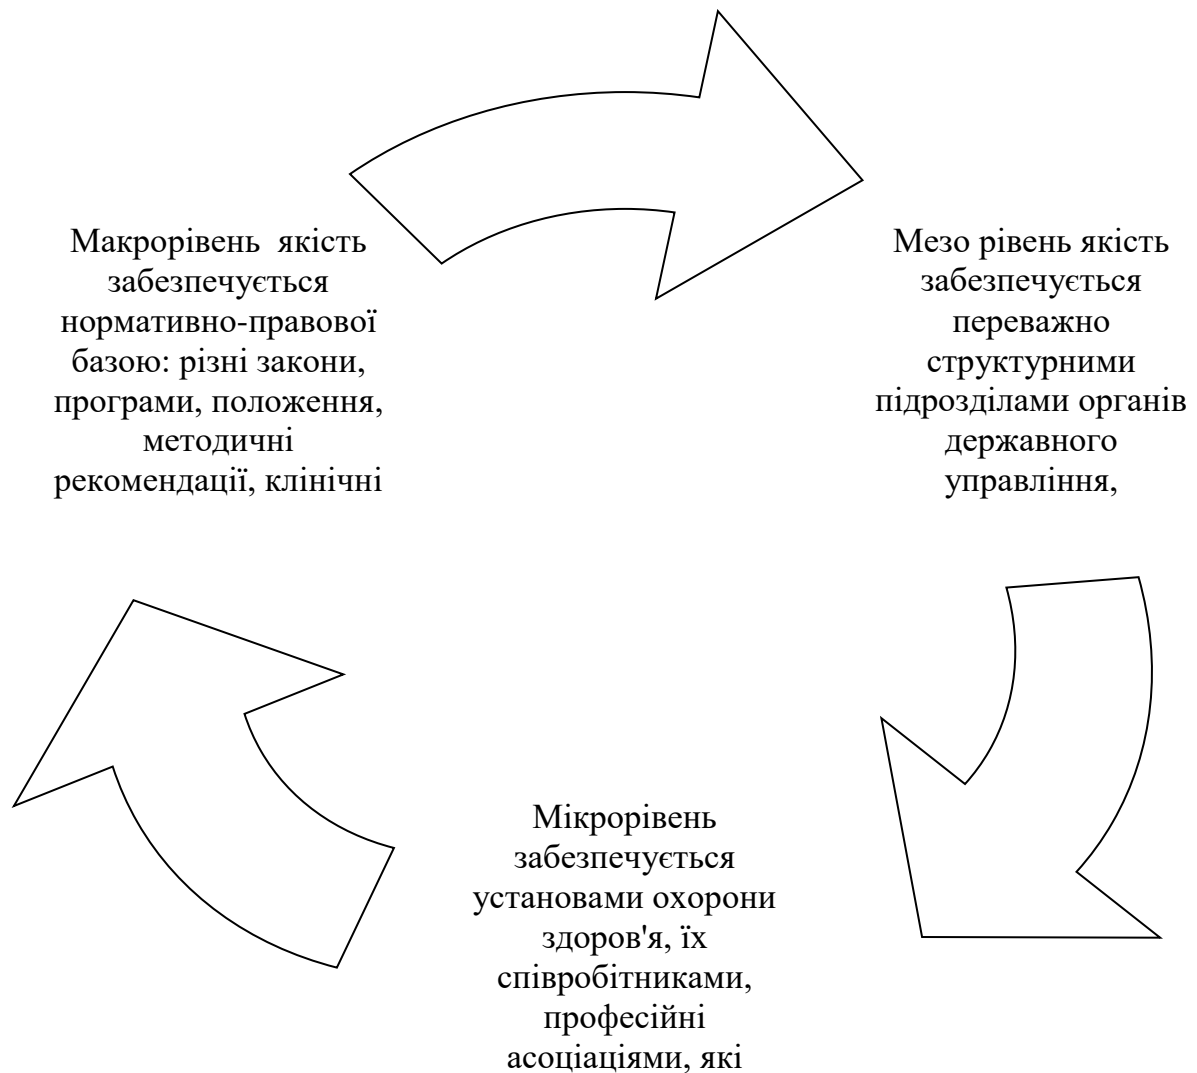 Макрорівень  якість
забезпечується
нормативно-правової
базою: різні закони,
програми, положення,
методичні
рекомендації, клінічні
Мезо рівень якість
забезпечується
переважно
структурними
підрозділами органів
державного
управління,
Мікрорівень
забезпечується
установами охорони
здоров'я, їх
співробітниками,
професійні
асоціаціями, які